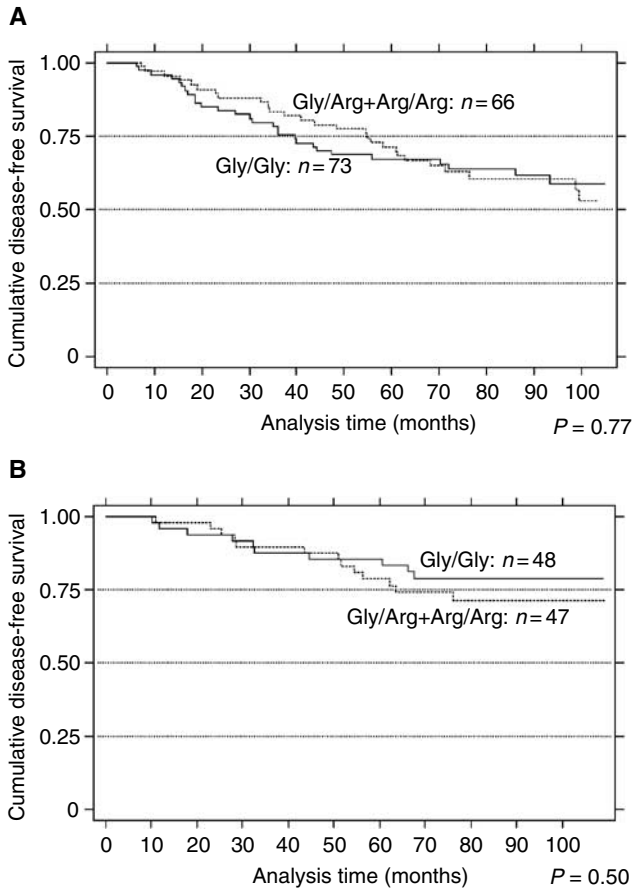 A
Cumulative disease-free survival
1.00
0.75
0.50
0.25
0
Gly/Arg+Arg/Arg: n=66
Gly/Gly: n=73
0 10 20 30 40 50 60 70 80 90 100
Analysis time (months)
P = 0.77
B
Cumulative disease-free survival
1.00
0.75
0.50
0.25
0
Gly/Gly: n=48
Gly/Arg+Arg/Arg: n=47
0 10 20 30 40 50 60 70 80 90 100
Analysis time (months)
P = 0.50